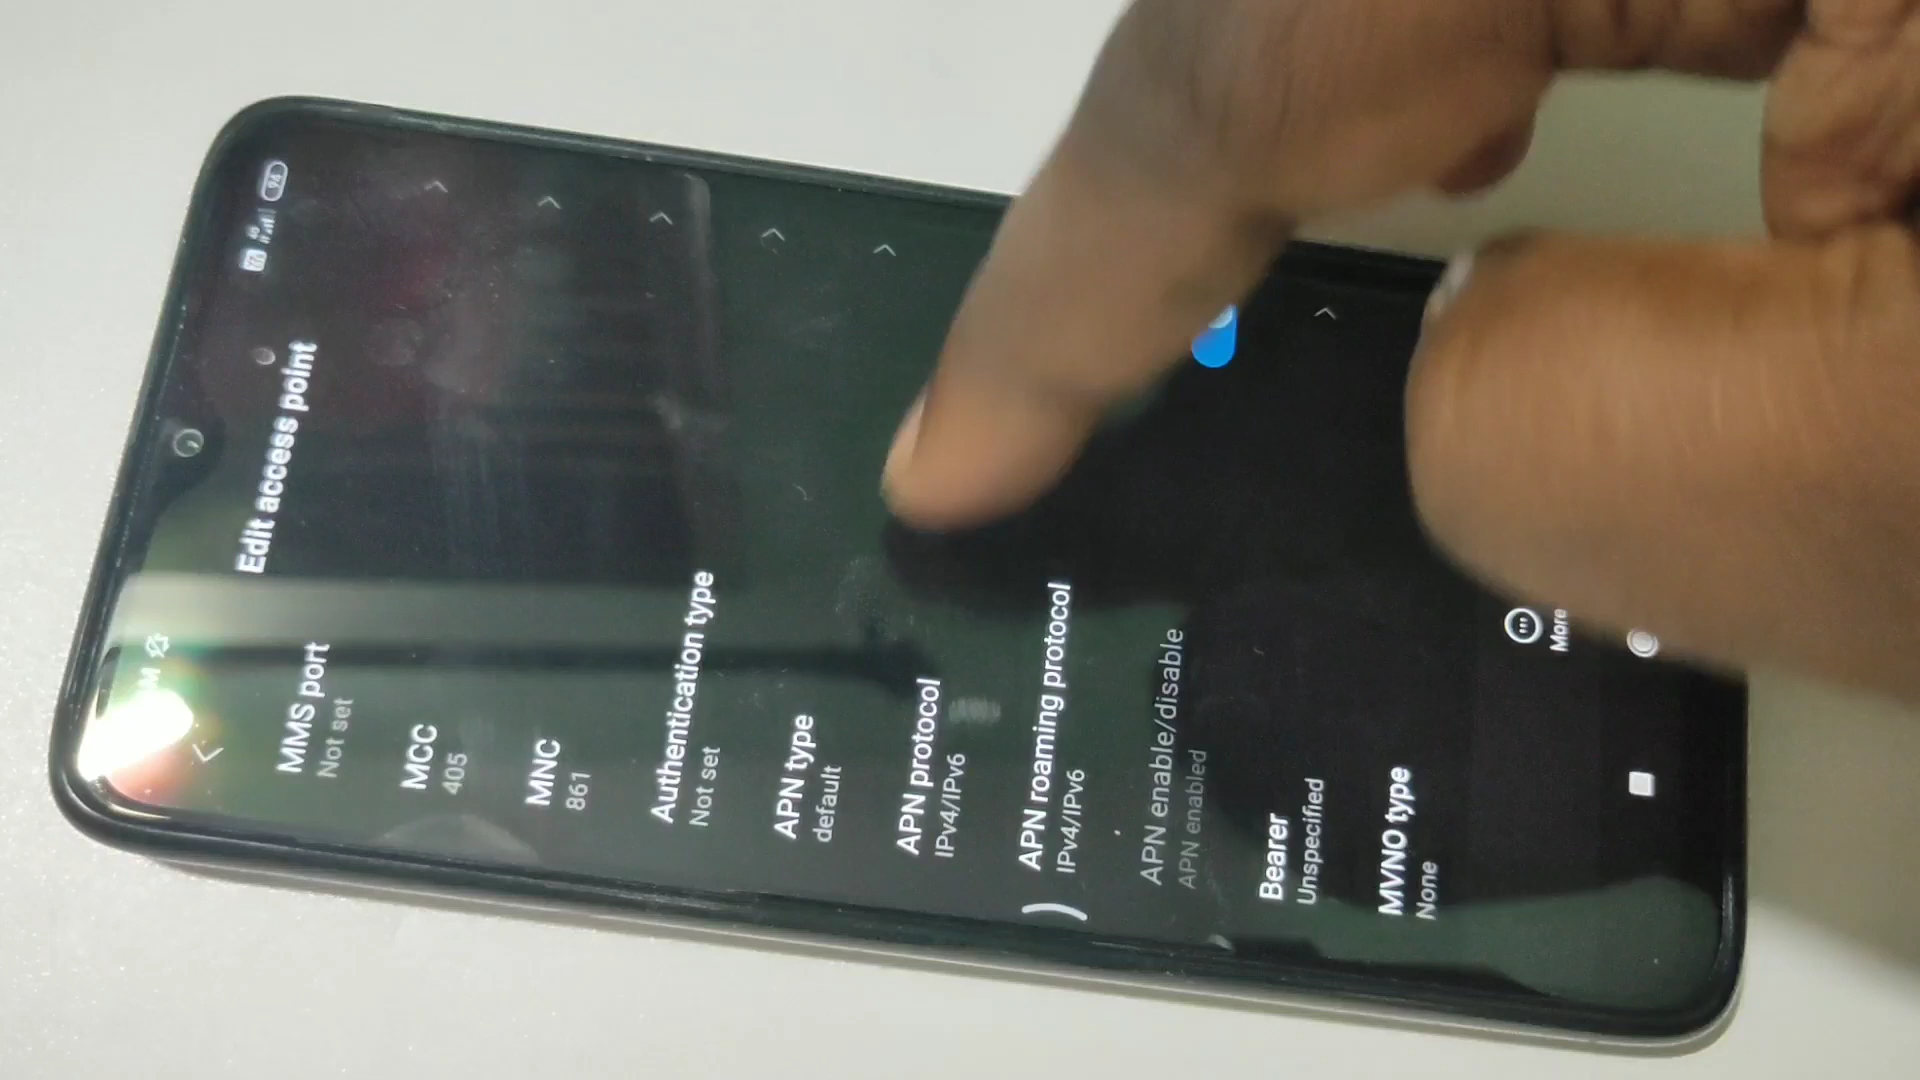 4G
94
Edit access point
MMS port
Not set
MCC
405
MNC
861
Authentication type
Not set
APN type
default
APN protocol
IPv4/IPv6
APN roaming protocol
IPv4/IPv6
APN enable/disable
APN enabled
Bearer
Unspecified
MVNO type
None
More